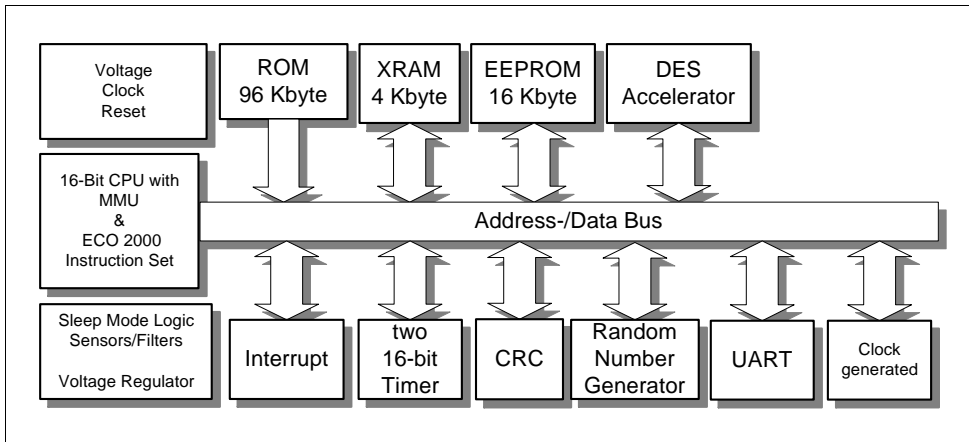 Voltage
Clock
Reset
ROM
96 Kbyte
XRAM
4 Kbyte
EEPROM
16 Kbyte
DES
Accelerator
16-Bit CPU with
MMU
&
ECO 2000
Instruction Set
Address-/Data Bus
Sleep Mode Logic
Sensors/Filters
Voltage Regulator
Interrupt
two
16-bit
Timer
CRC
Random
Number
Generator
UART
Clock
generated